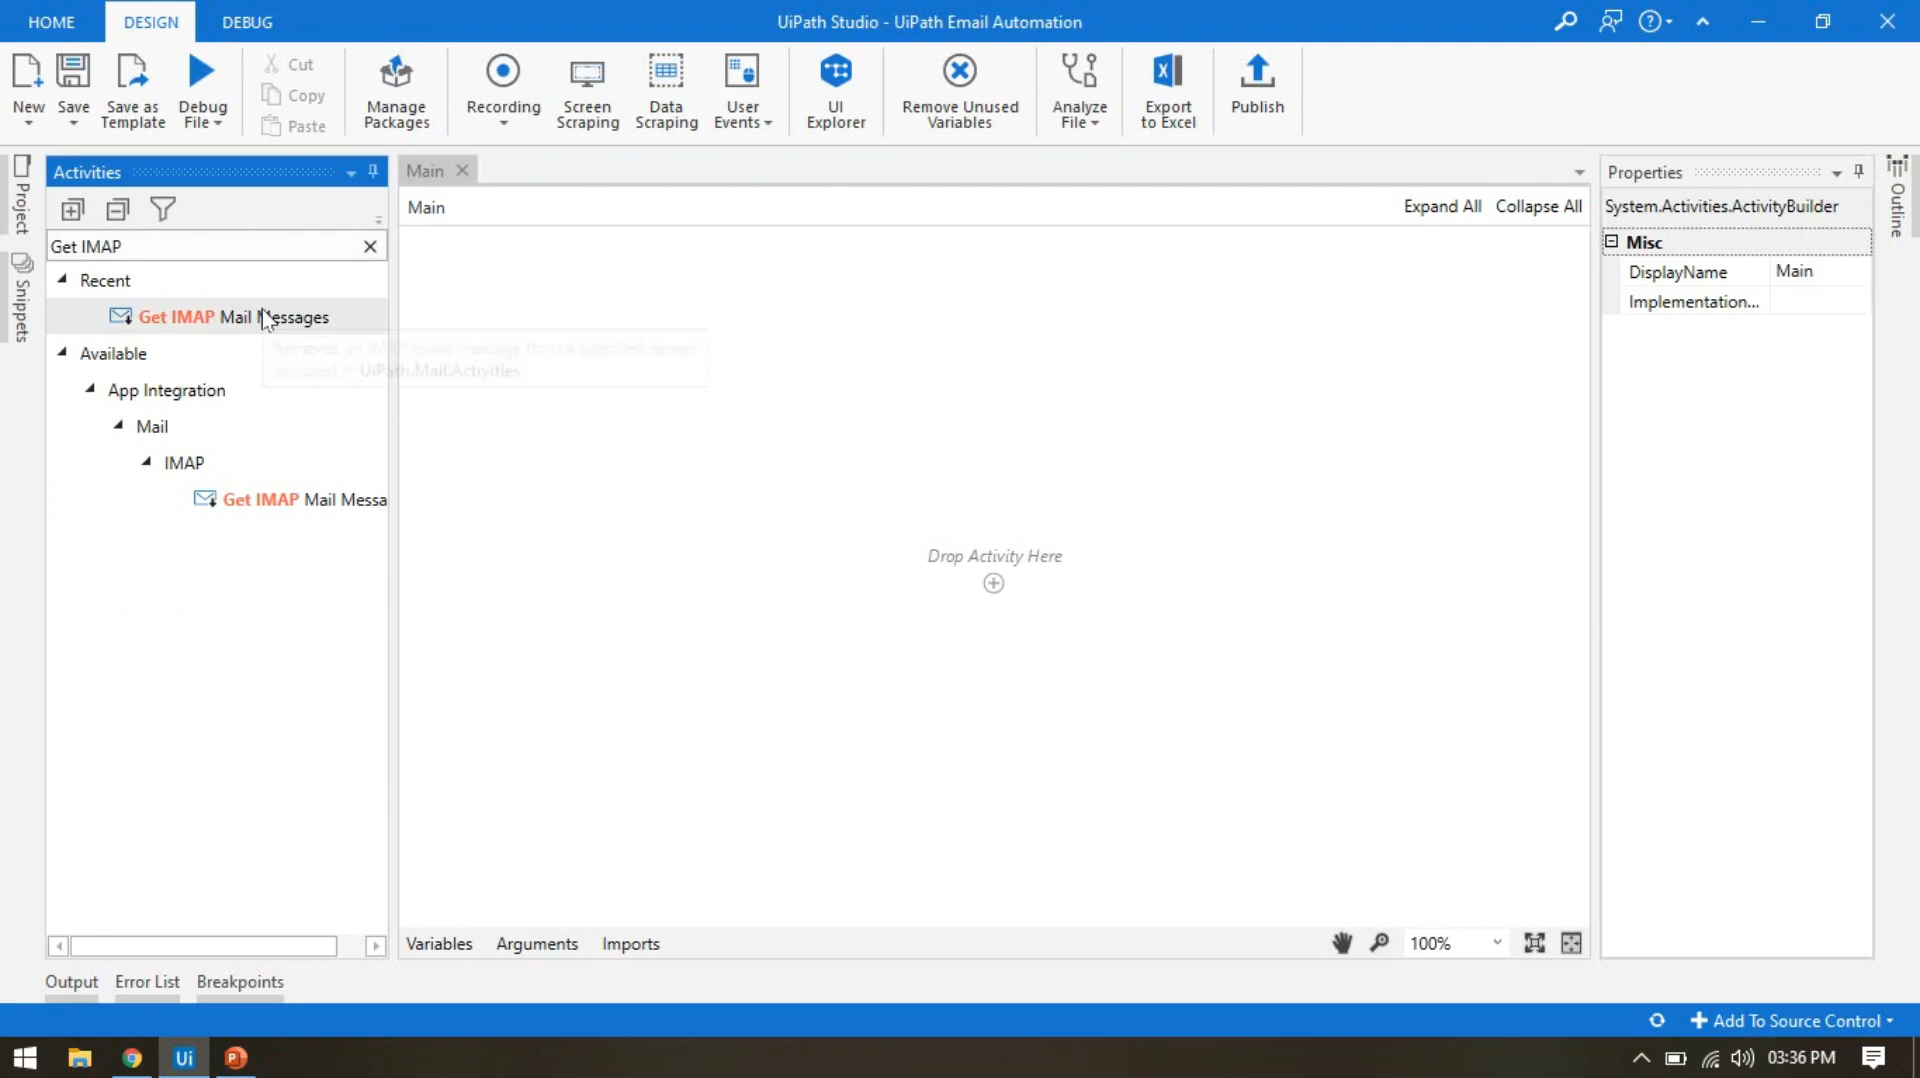 HOME
DESIGN
DEBUG
UiPath Studio - UiPath Email Automation
New
Save
Save as
Template
Debug
File
Cut
Copy
Paste
Manage
Packages
Recording
Screen
Scraping
Data
Scraping
User
Events
UI
Explorer
Remove Unused
Variables
Analyze
File
Export
to Excel
Publish
Project
Snippets
Activities
Get IMAP
Recent
Get IMAP Mail Messages
Available
App Integration
Mail
IMAP
Get IMAP Mail Messa
Main
Main
Expand All
Collapse All
UiPath.Mail.Activities
Drop Activity Here
Variables
Arguments
Imports
100%
Properties
System.Activities.ActivityBuilder
Misc
DisplayName
Main
Implementation...
Outline
Output
Error List
Breakpoints
Add To Source Control
Ui
03:36 PM